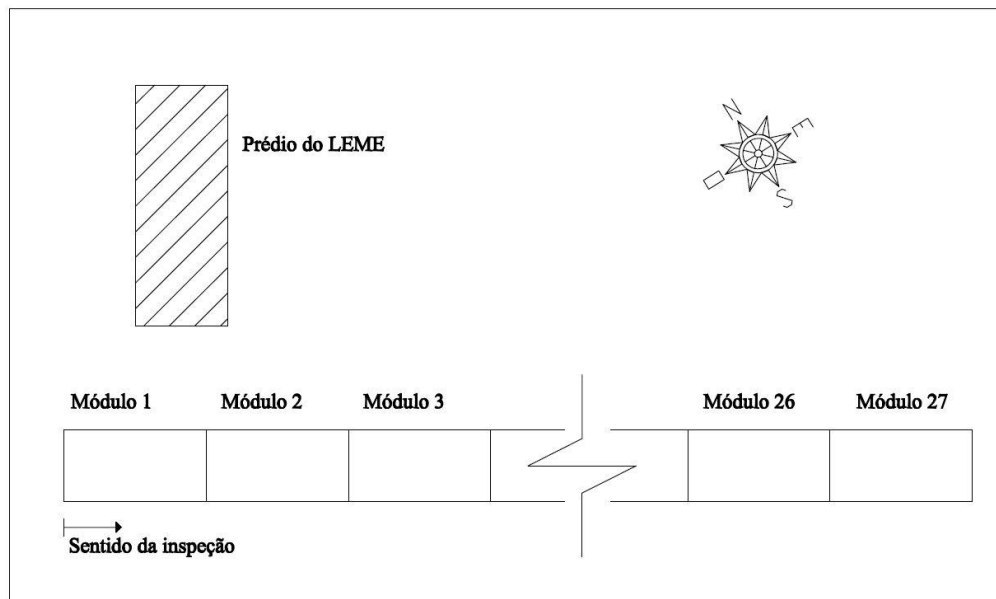 Prédio do LEME
N
E
O
S
Módulo 1
Módulo 2
Módulo 3
Módulo 26
Módulo 27
Sentido da inspeção